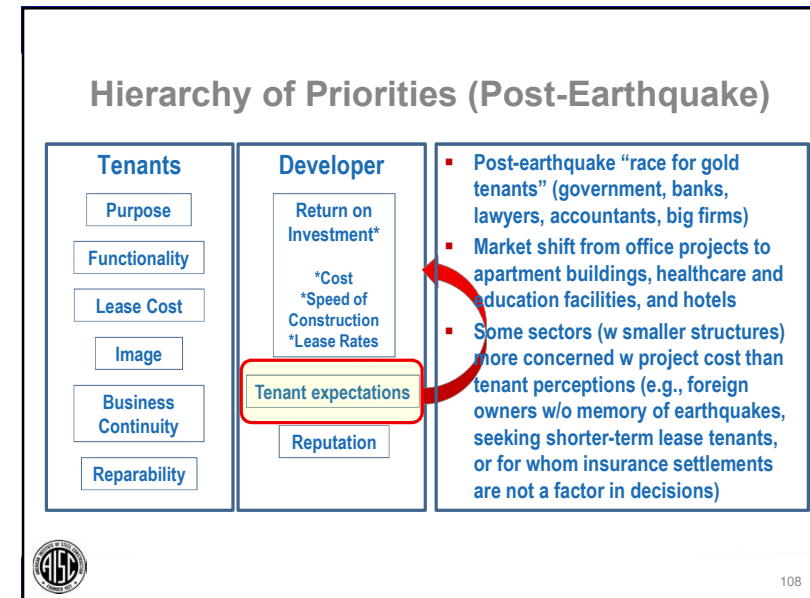 Hierarchy of Priorities (Post-Earthquake)
Tenants
Purpose
Functionality
Lease Cost
Image
Business
Continuity
Reparability
Developer
Return on
Investment*
*Cost
*Speed of
Construction
*Lease Rates
Tenant expectations
Reputation
▪ Post-earthquake “race for gold
tenants” (government, banks,
lawyers, accountants, big firms)
▪ Market shift from office projects to
apartment buildings, healthcare and
education facilities, and hotels
▪ Some sectors (w smaller structures)
more concerned w project cost than
tenant perceptions (e.g., foreign
owners w/o memory of earthquakes,
seeking shorter-term lease tenants,
or for whom insurance settlements
are not a factor in decisions)
AISC
108